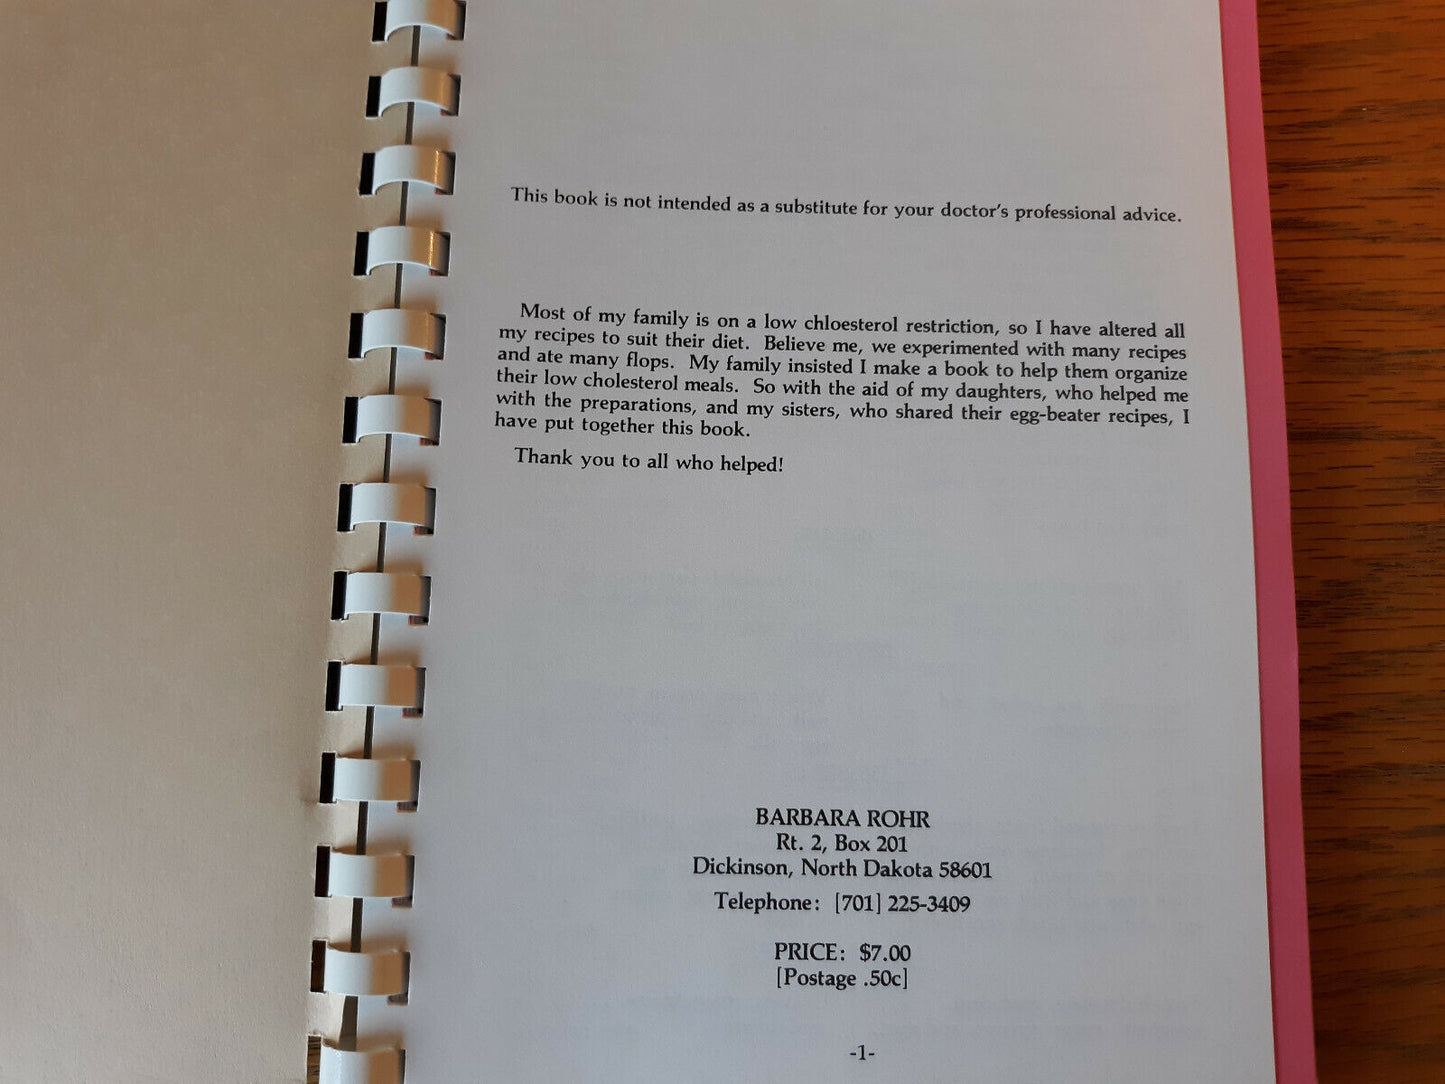 This book is not intended as a substitute for your doctor's professional advice.
Most of my family is on a low chloesterol restriction, so I have altered all
my recipes to suit their diet. Believe me, we experimented with many recipes
and ate many flops. My family insisted I make a book to help them organize
their low cholesterol meals. So with the aid of my daughters, who helped me
with the preparations, and my sisters, who shared their egg-beater recipes, I
have put together this book.
Thank you to all who helped!
BARBARA ROHR
Rt. 2, Box 201
Dickinson, North Dakota 58601
Telephone: [701] 225-3409
PRICE: $7.00
[Postage .50c]
-1-